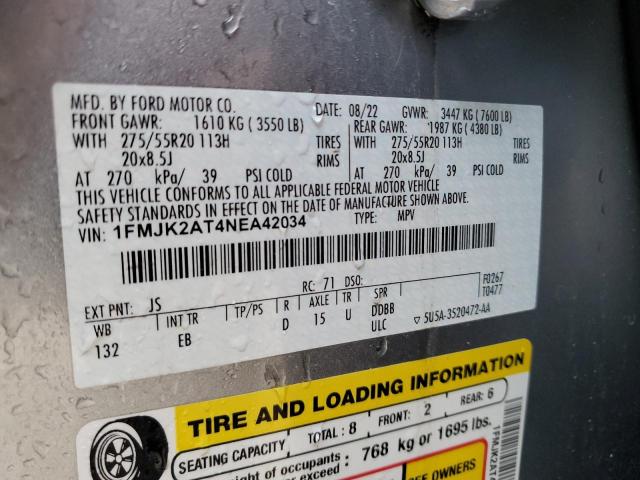 MFD. BY FORD MOTOR CO.
DATE: 08/22 GVWR: 3447 KG (7600 LB)
FRONT GAWR: 1610 KG (3550 LB)
REAR GAWR: 1987 KG (4380 LB)
WITH 275/55R20 113H TIRES
WITH 275/55R20 113H TIRES
20x8.5J RIMS
20x8.5J RIMS
AT 270 kPa/ 39 PSI COLD
AT 270 kPa/ 39 PSI COLD
THIS VEHICLE CONFORMS TO ALL APPLICABLE FEDERAL MOTOR VEHICLE
SAFETY STANDARDS IN EFFECT ON THE DATE OF MANUFACTURE SHOWN ABOVE
VIN: 1FMJK2AT4NEA42034
TYPE: MPV
F0267
T0477
RC: 71 DSO:
EXT PNT: JS
WB INT TR TP/PS R AXLE TR SPR
132 EB D 15 U DDBB
ULC ▽ 5U5A-3520472-AA
TIRE AND LOADING INFORMATION
SEATING CAPACITY TOTAL: 8 FRONT: 2 REAR: 6
of occupants 768 kg or 1695 lbs.
OWNERS